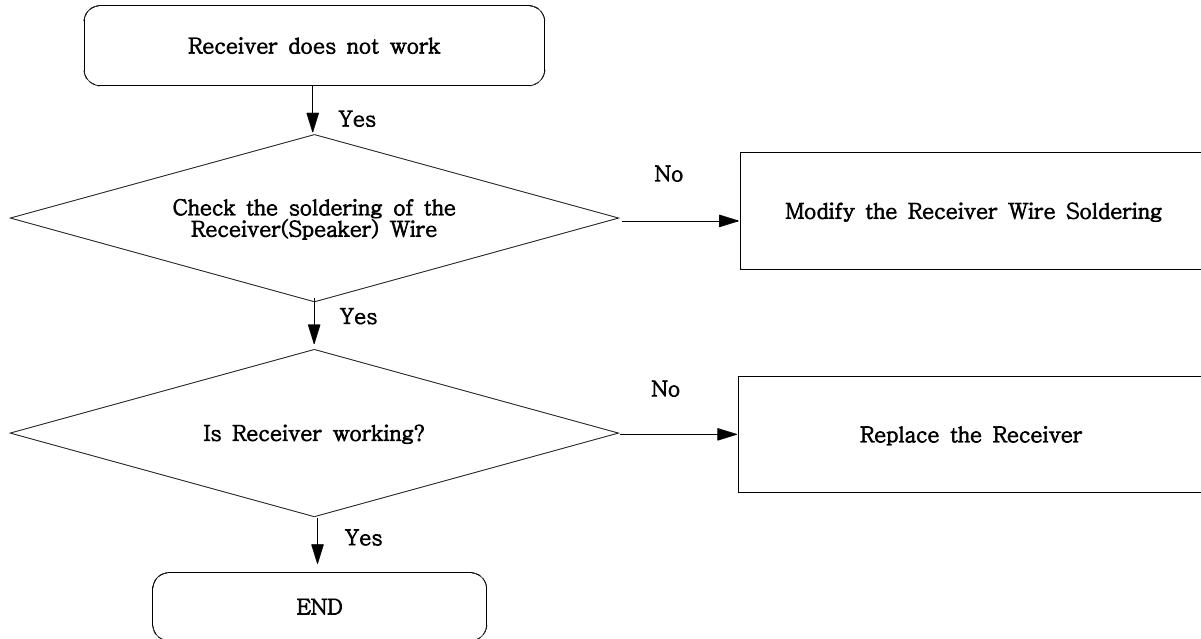 Receiver does not work
Yes
Check the soldering of the
Receiver(Speaker) Wire
No
Modify the Receiver Wire Soldering
Yes
Is Receiver working?
No
Replace the Receiver
Yes
END